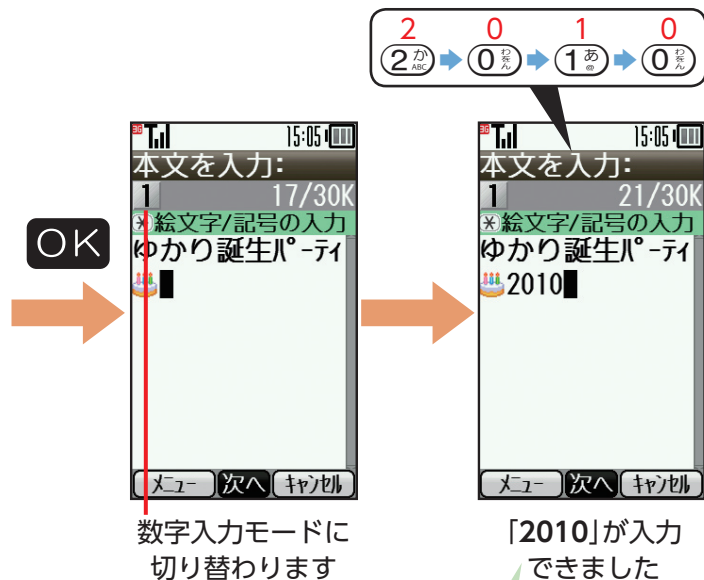 2 0 1 0
2 か ABC 0 わをん 1 あ @ 0 わをん
OK
3G 15:05
本文を入力:
1 17/30K
＊絵文字/記号の入力
ゆかり誕生ﾊﾟｰﾃｨ
ﾒﾆｭｰ 次へ ｷｬﾝｾﾙ
数字入力モードに
切り替わります
3G 15:05
本文を入力:
1 21/30K
＊絵文字/記号の入力
ゆかり誕生ﾊﾟｰﾃｨ
2010
ﾒﾆｭｰ 次へ ｷｬﾝｾﾙ
「2010」が入力
できました